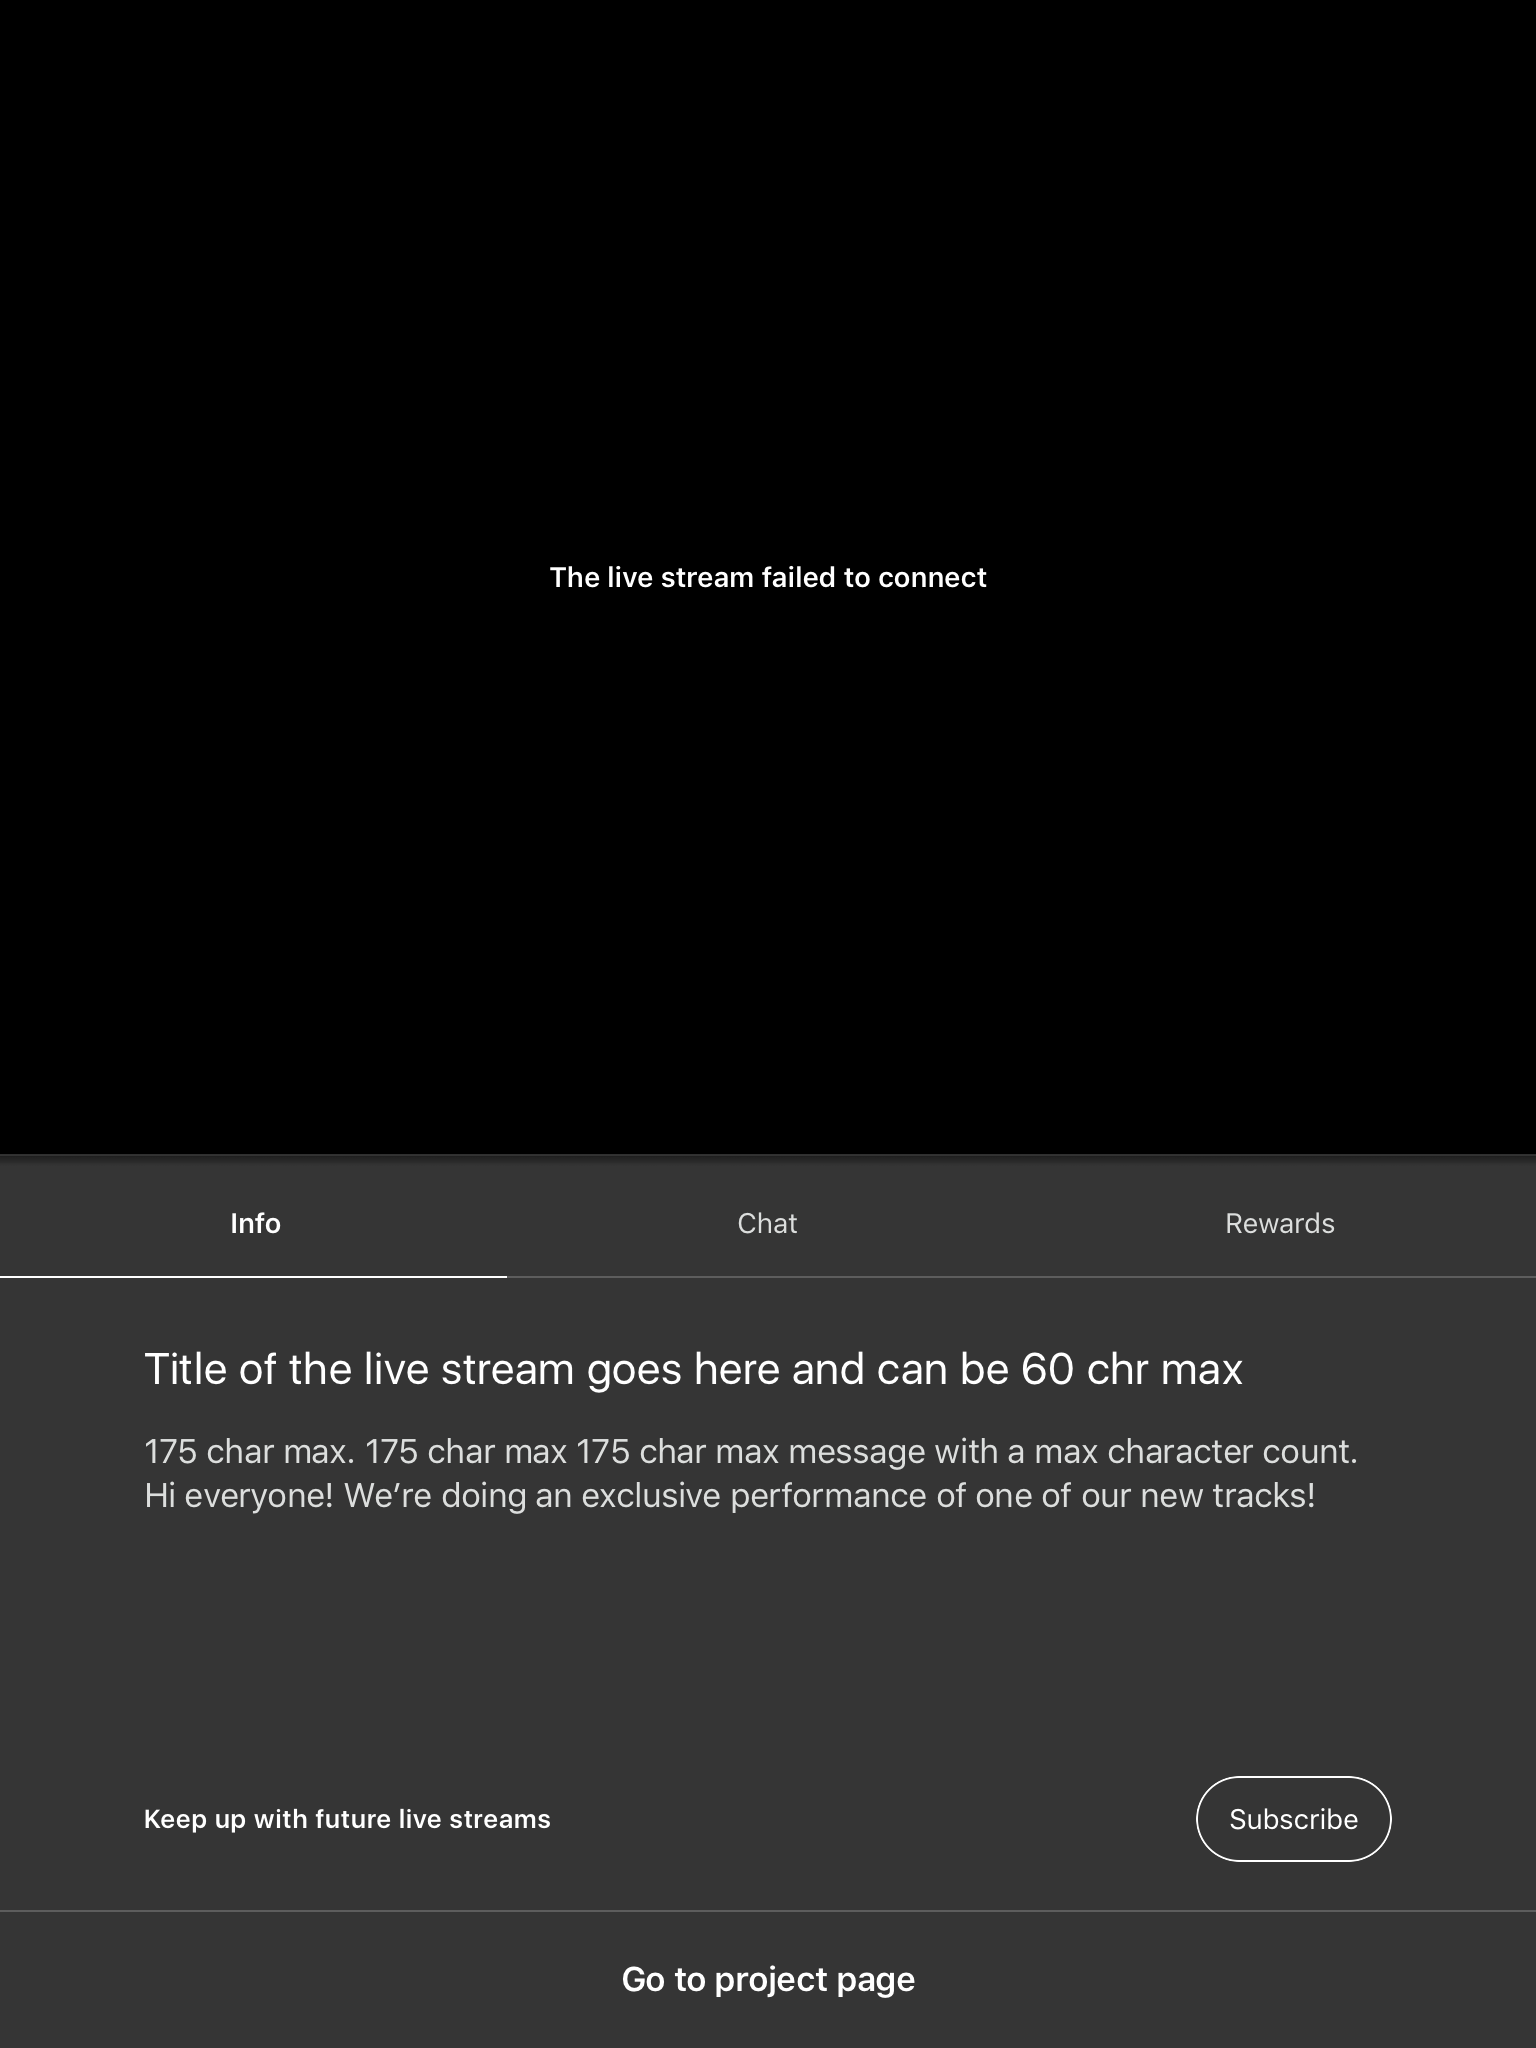 The live stream failed to connect
Info
Chat
Rewards
Title of the live stream goes here and can be 60 chr max
175 char max. 175 char max 175 char max message with a max character count.
Hi everyone! We’re doing an exclusive performance of one of our new tracks!
Keep up with future live streams
Subscribe
Go to project page